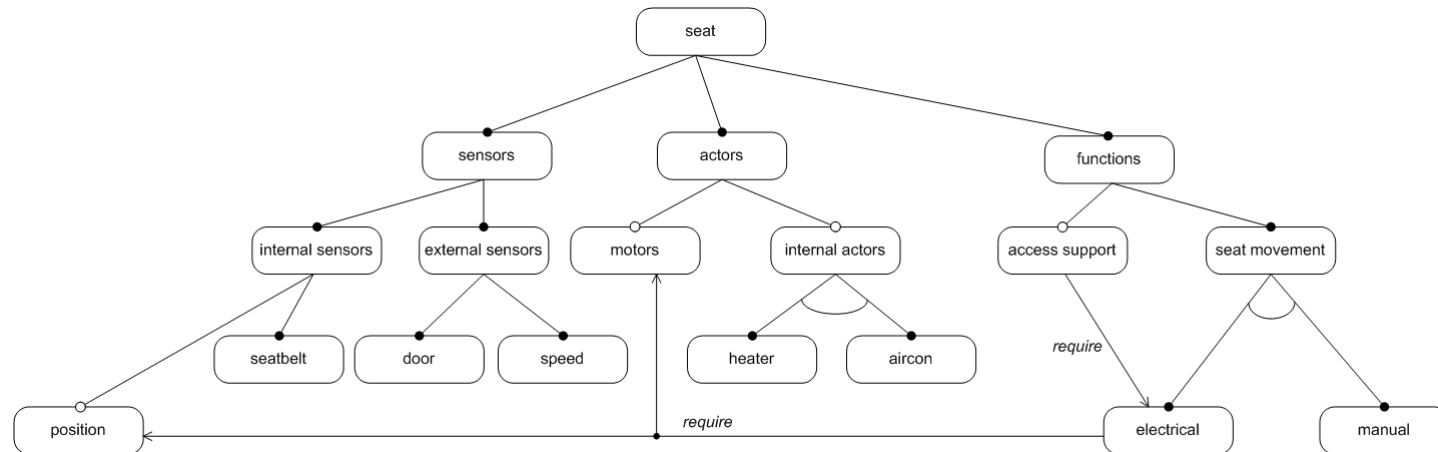 seat
sensors
actors
functions
internal sensors
external sensors
motors
internal actors
access support
seat movement
seatbelt
door
speed
heater
aircon
require
position
require
electrical
manual